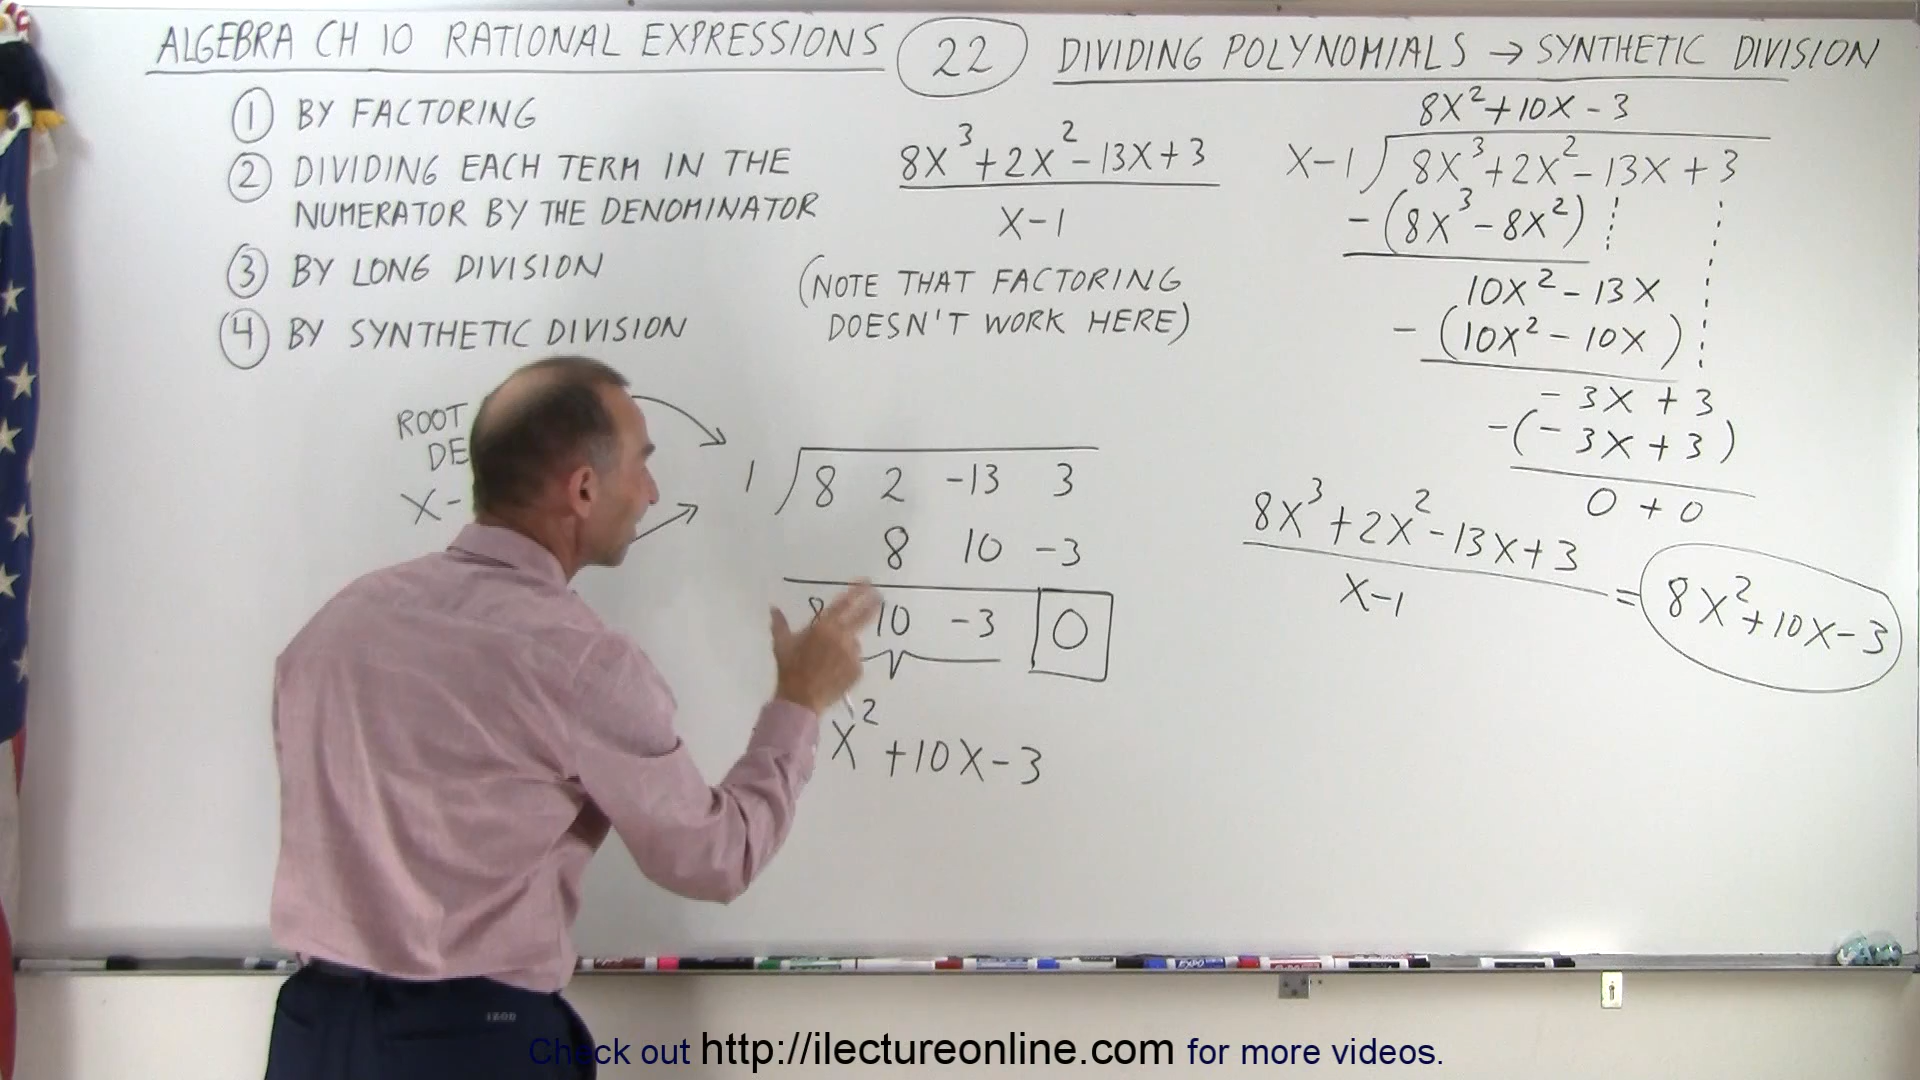 ALGEBRA CH 10 RATIONAL EXPRESSIONS 22 DIVIDING POLYNOMIALS → SYNTHETIC DIVISION
① BY FACTORING
② DIVIDING EACH TERM IN THE
NUMERATOR BY THE DENOMINATOR
③ BY LONG DIVISION
④ BY SYNTHETIC DIVISION
8X³+2X²-13X+3
X-1
(NOTE THAT FACTORING
DOESN'T WORK HERE)
8X²+10X-3
X-1 8X³+2X²-13X+3
-(8X³-8X²)
10X²-13X
-(10X²-10X)
-3X+3
-(-3X+3)
0+0
ROOT
DE
X-
1 8 2 -13 3
8 10 -3
8 10 -3 0
X²+10X-3
8X³+2X²-13X+3
X-1
= 8X²+10X-3
IZOD
Check out http://ilectureonline.com for more videos.